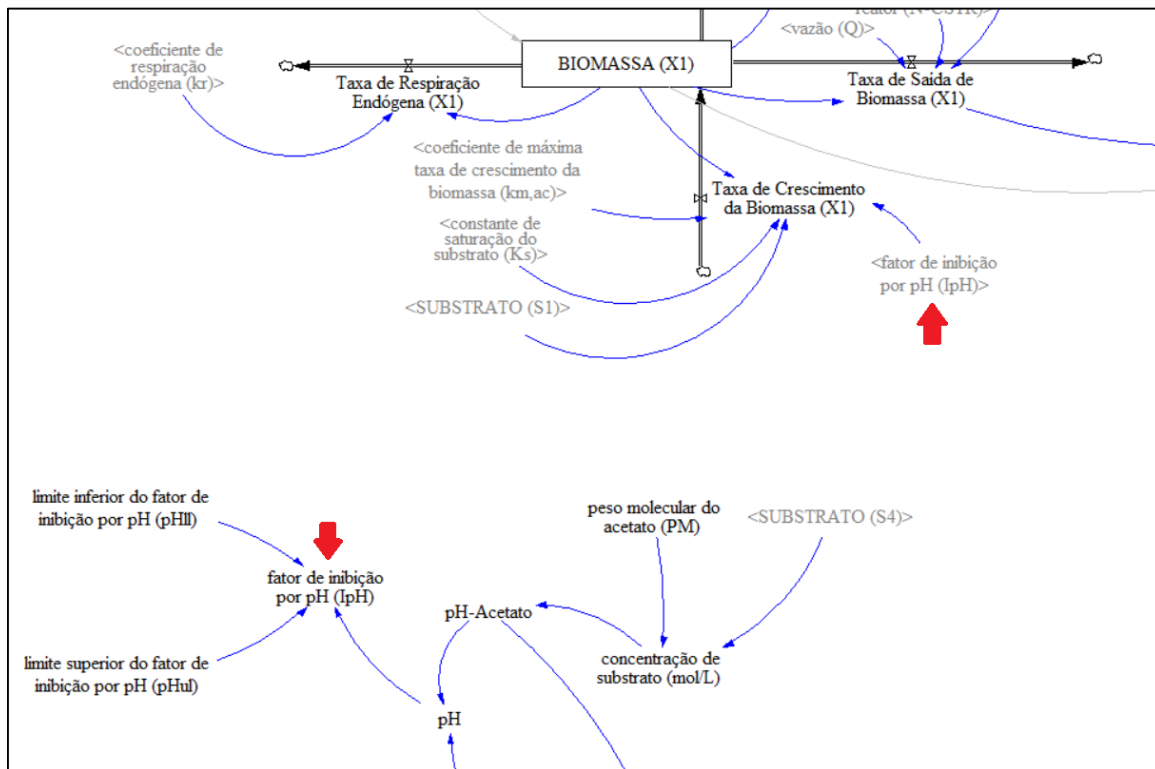 reator (N-CSTR)>
<vazão (Q)>
<coeficiente de
respiração
endógena (kr)>
BIOMASSA (X1)
Taxa de Respiração
Endógena (X1)
Taxa de Saída de
Biomassa (X1)
<coeficiente de máxima
taxa de crescimento da
biomassa (km,ac)>
Taxa de Crescimento
da Biomassa (X1)
<constante de
saturação do
substrato (Ks)>
<fator de inibição
por pH (IpH)>
<SUBSTRATO (S1)>
limite inferior do fator de
inibição por pH (pHll)
peso molecular do
acetato (PM)
<SUBSTRATO (S4)>
fator de inibição
por pH (IpH)
pH-Acetato
limite superior do fator de
inibição por pH (pHul)
concentração de
substrato (mol/L)
pH